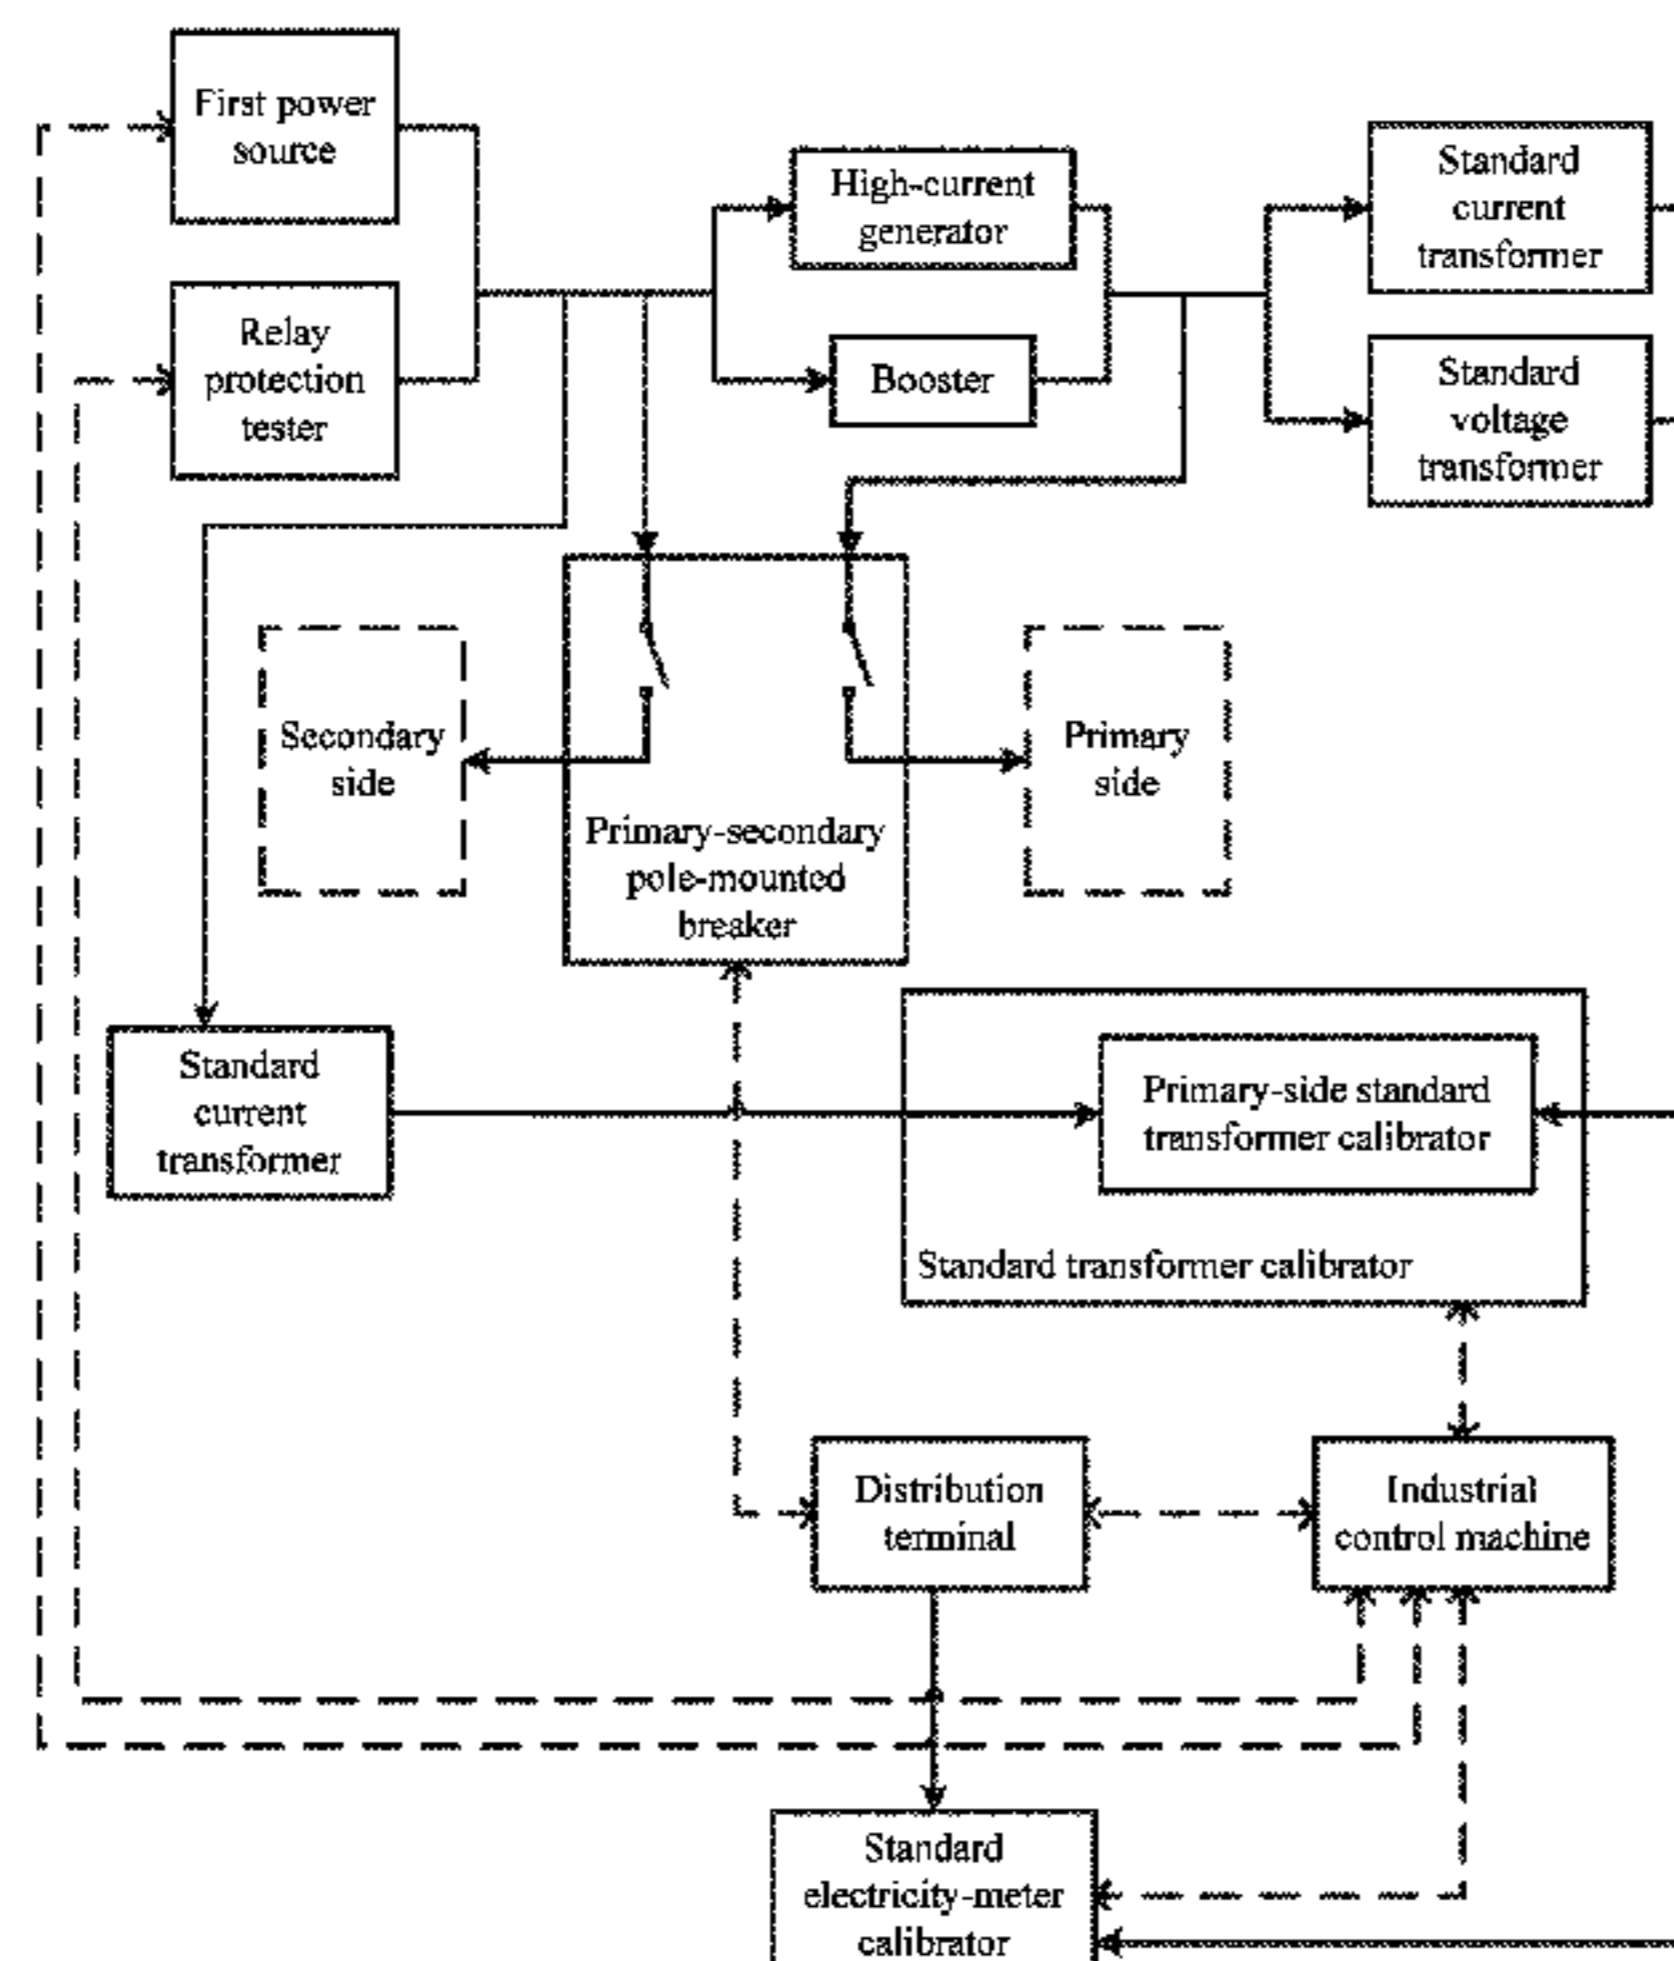 First power
source
High-current
generator
Standard
current
transformer
Relay
protection
tester
Booster
Standard
voltage
transformer
Secondary
side
Primary
side
Primary-secondary
pole-mounted
breaker
Standard
current
transformer
Primary-side standard
transformer calibrator
Standard transformer calibrator
Distribution
terminal
Industrial
control machine
Standard
electricity-meter
calibrator